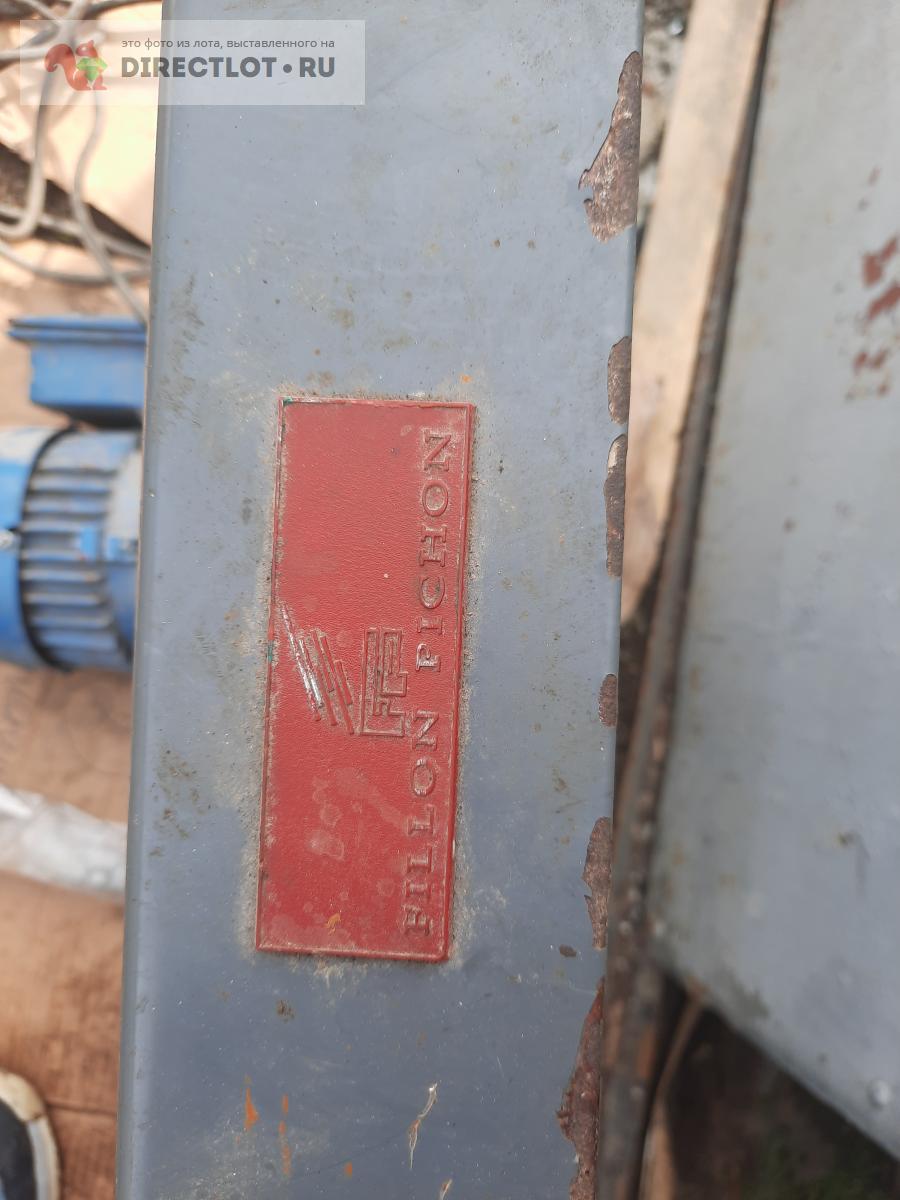 это фото из лота, выставленного на
DIRECTLOT•RU
FILLON PICHON